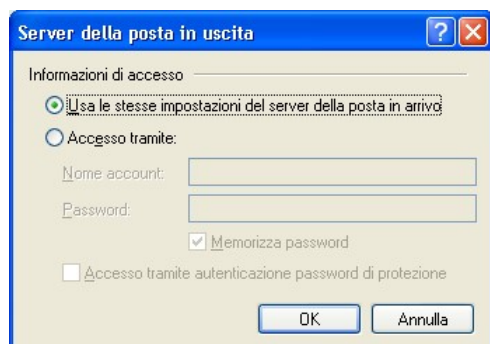 Server della posta in uscita
Informazioni di accesso
Usa le stesse impostazioni del server della posta in arrivo
Accesso tramite:
Nome account:
Password:
Memorizza password
Accesso tramite autenticazione password di protezione
OK Annulla